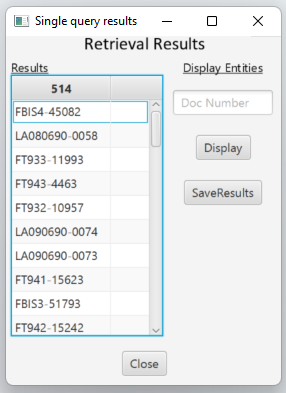 Single query results
Retrieval Results
Results
Display Entities
514
FBIS4-45082
LA080690-0058
FT933-11993
FT943-4463
FT932-10957
LA090690-0074
LA090690-0073
FT941-15623
FBIS3-51793
FT942-15242
Doc Number
Display
SaveResults
Close